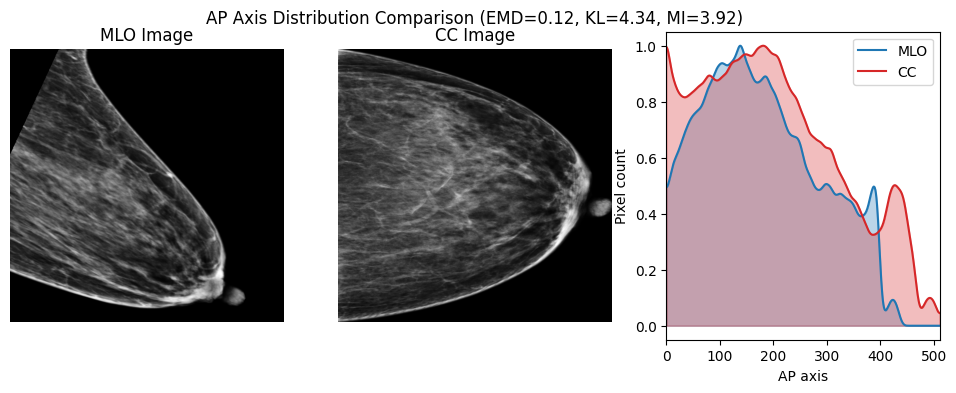 AP Axis Distribution Comparison (EMD=0.12, KL=4.34, MI=3.92)
MLO Image
CC Image
MLO
CC
Pixel count
1.0
0.8
0.6
0.4
0.2
0.0
0 100 200 300 400 500
AP axis